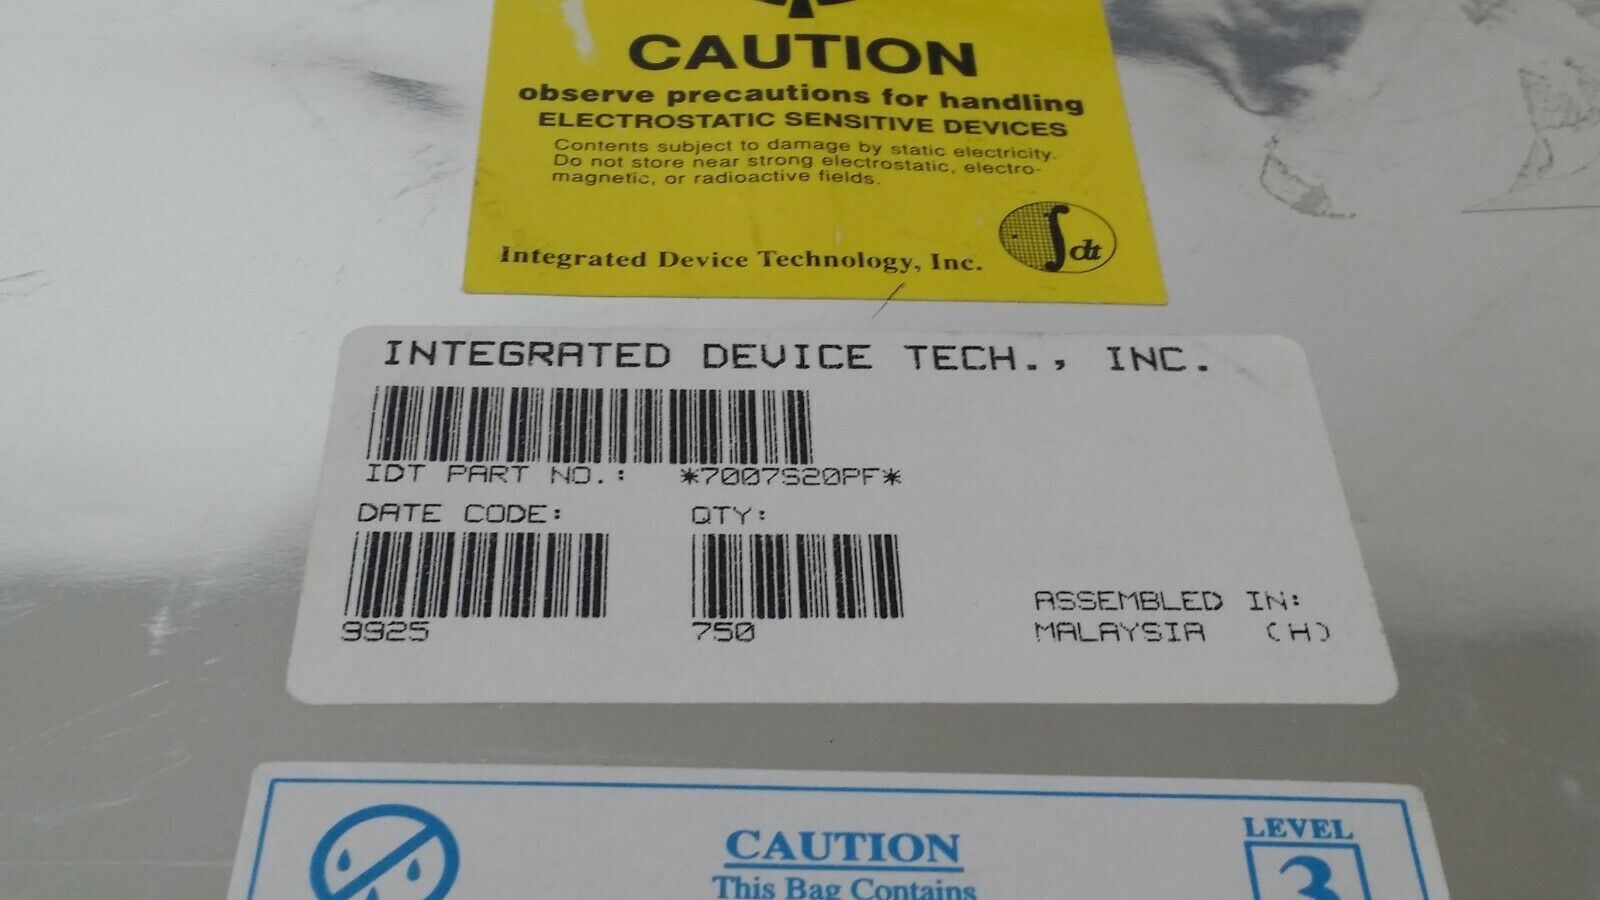 CAUTION
observe precautions for handling
ELECTROSTATIC SENSITIVE DEVICES
Contents subject to damage by static electricity.
Do not store near strong electrostatic, electro-
magnetic, or radioactive fields.
Integrated Device Technology, Inc.
dt
INTEGRATED DEVICE TECH., INC.
IDT PART NO.: *7007S20PF*
DATE CODE: QTY:
9925 750
ASSEMBLED IN:
MALAYSIA (H)
LEVEL
CAUTION
3
This Bag Contains